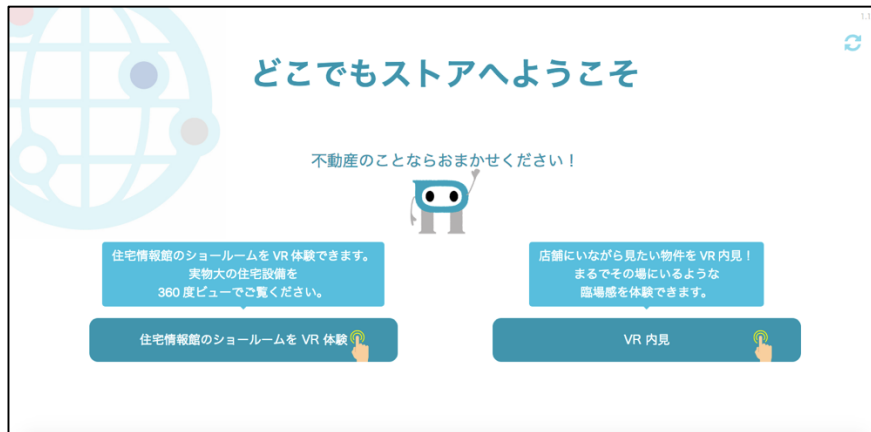 1.1
どこでもストアへようこそ
不動産のことならおまかせください！
住宅情報館のショールームを VR 体験できます。
実物大の住宅設備を
360 度ビューでご覧ください。
住宅情報館のショールームを VR 体験
店舗にいながら見たい物件を VR 内見！
まるでその場にいるような
臨場感を体験できます。
VR 内見